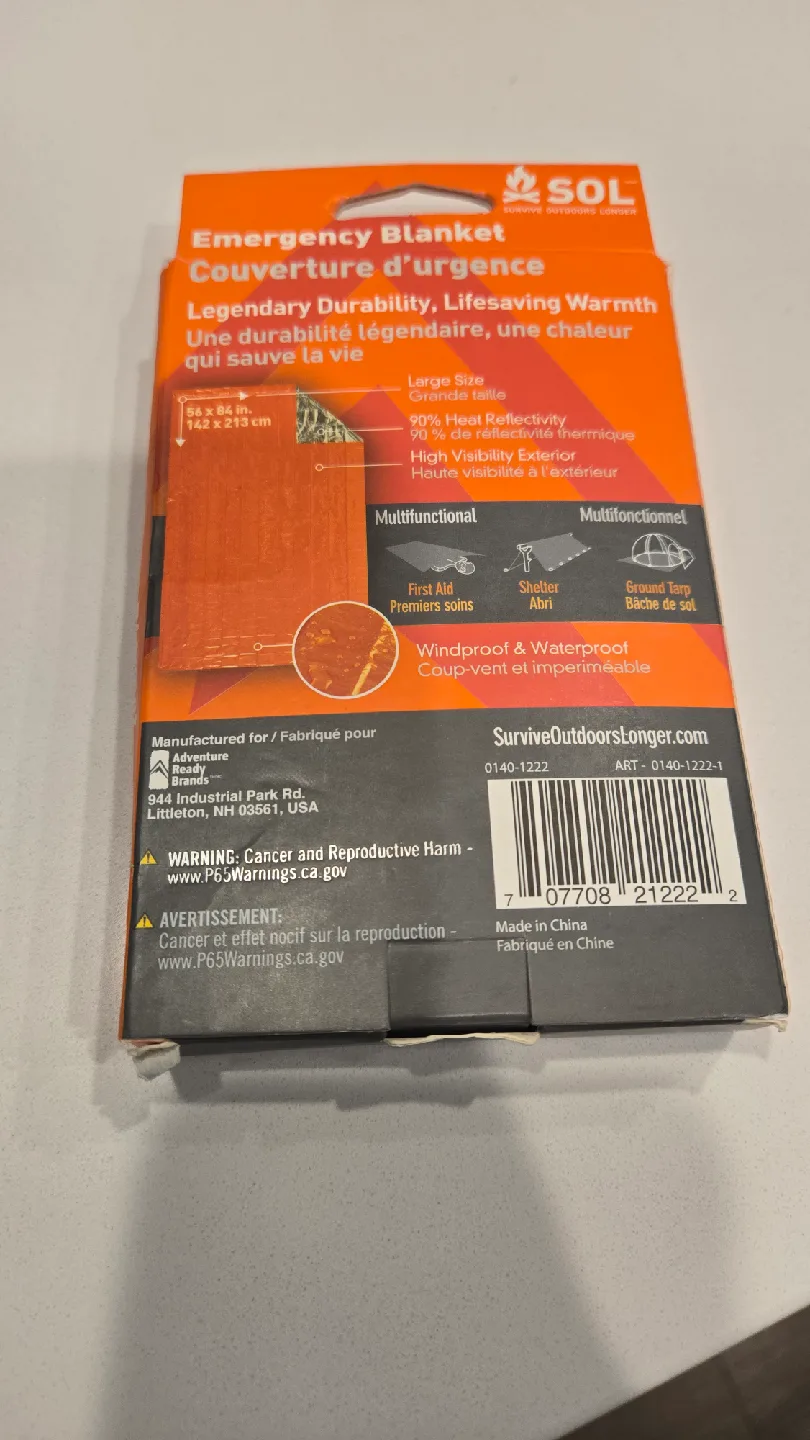 SOL
SURVIVE OUTDOORS LONGER
Emergency Blanket
Couverture d'urgence
Legendary Durability, Lifesaving Warmth
Une durabilité légendaire, une chaleur
qui sauve la vie
56 x 84 in.
142 x 213 cm
Large Size
Grande taille
90% Heat Reflectivity
90 % de réflectivité thermique
High Visibility Exterior
Haute visibilité à l'extérieur
Multifunctional
Multifonctionnel
First Aid
Premiers soins
Shelter
Abri
Ground Tarp
Bâche de sol
Windproof & Waterproof
Coup-vent et imperiméable
Manufactured for / Fabriqué pour
Adventure
Ready
Brands
944 Industrial Park Rd.
Littleton, NH 03561, USA
WARNING: Cancer and Reproductive Harm -
www.P65Warnings.ca.gov
AVERTISSEMENT:
Cancer et effet nocif sur la reproduction -
www.P65Warnings.ca.gov
SurviveOutdoorsLonger.com
0140-1222 ART - 0140-1222-1
7 07708 21222 2
Made in China
Fabriqué en Chine